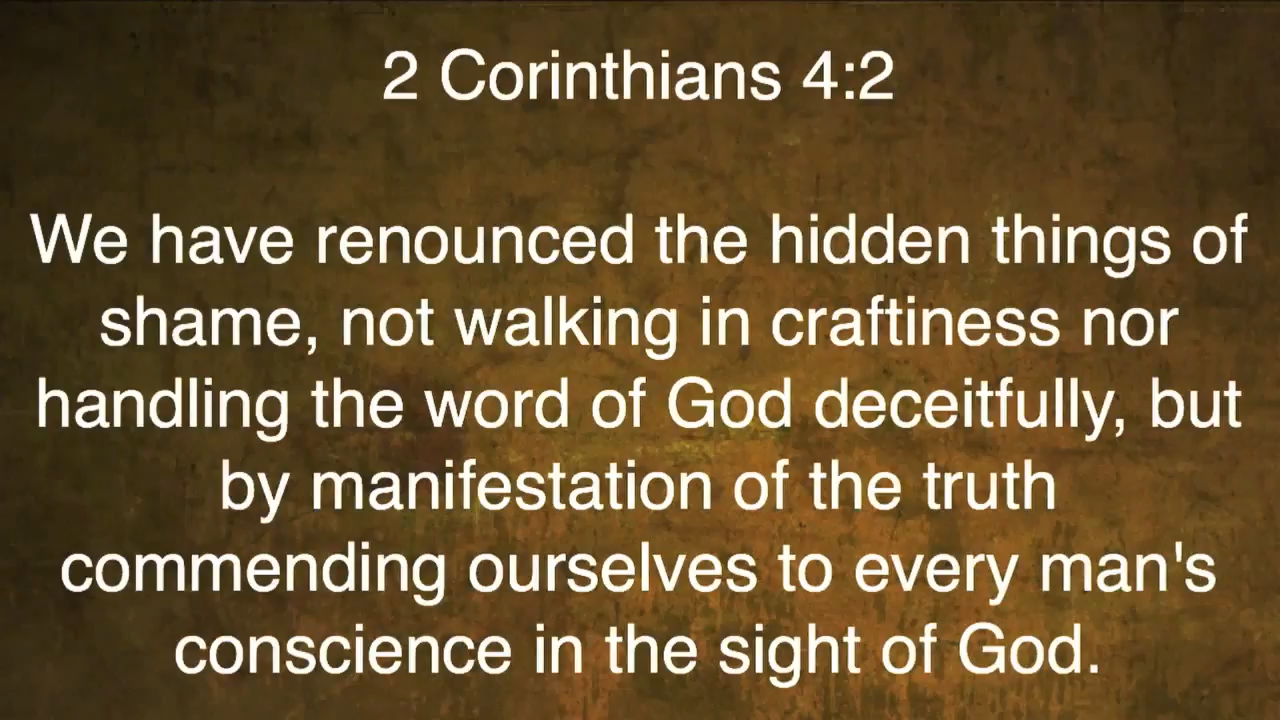 2 Corinthians 4:2
We have renounced the hidden things of
shame, not walking in craftiness nor
handling the word of God deceitfully, but
by manifestation of the truth
commending ourselves to every man's
conscience in the sight of God.